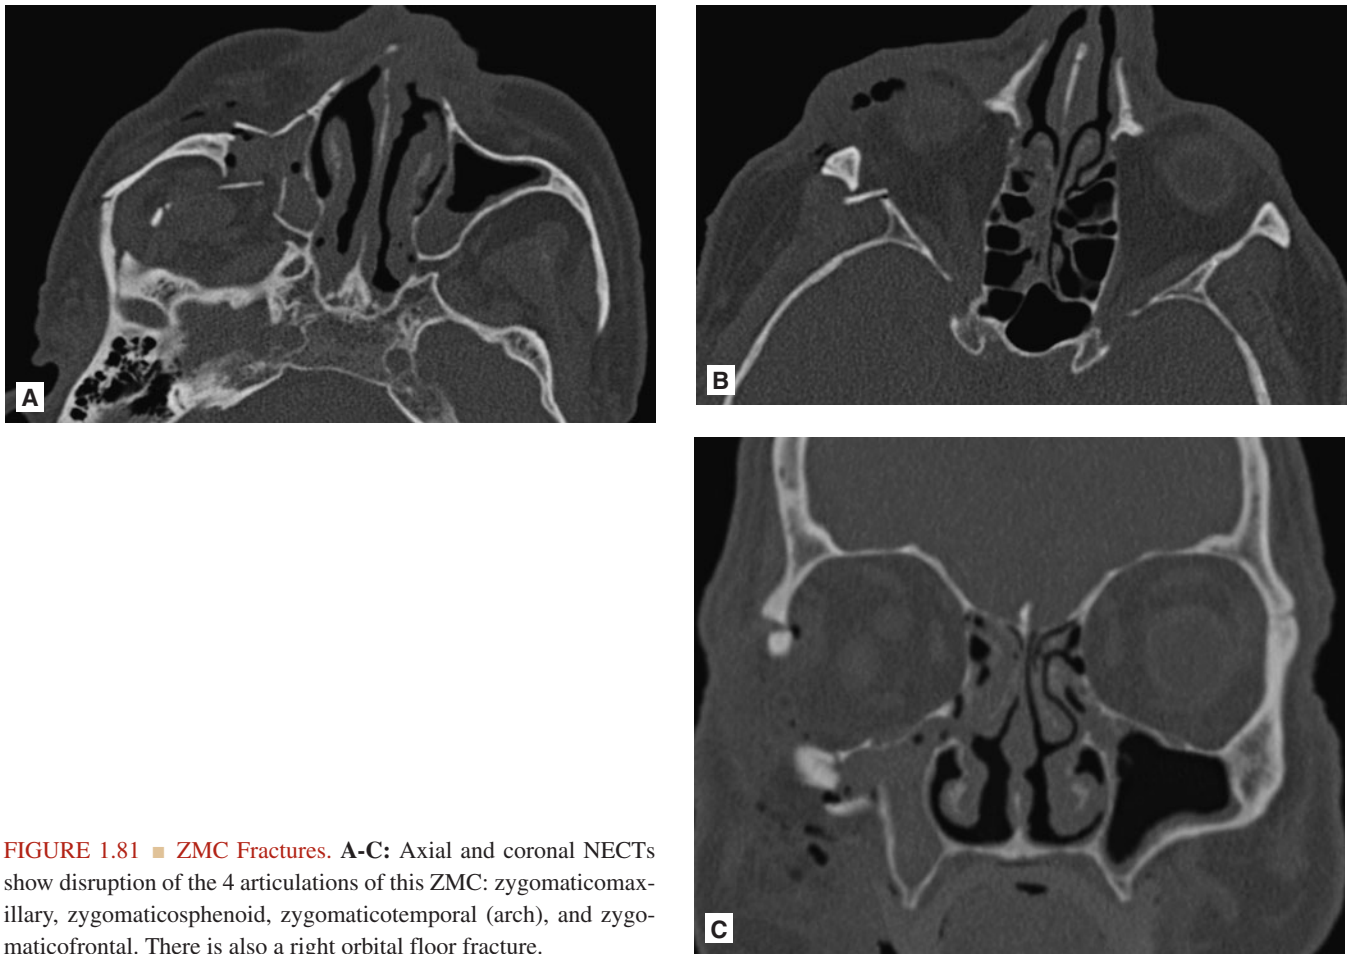 A
B
C
FIGURE 1.81 ■ ZMC Fractures. A-C: Axial and coronal NECTs
show disruption of the 4 articulations of this ZMC: zygomaticomax-
illary, zygomaticosphenoid, zygomaticotemporal (arch), and zygo-
maticofrontal. There is also a right orbital floor fracture.